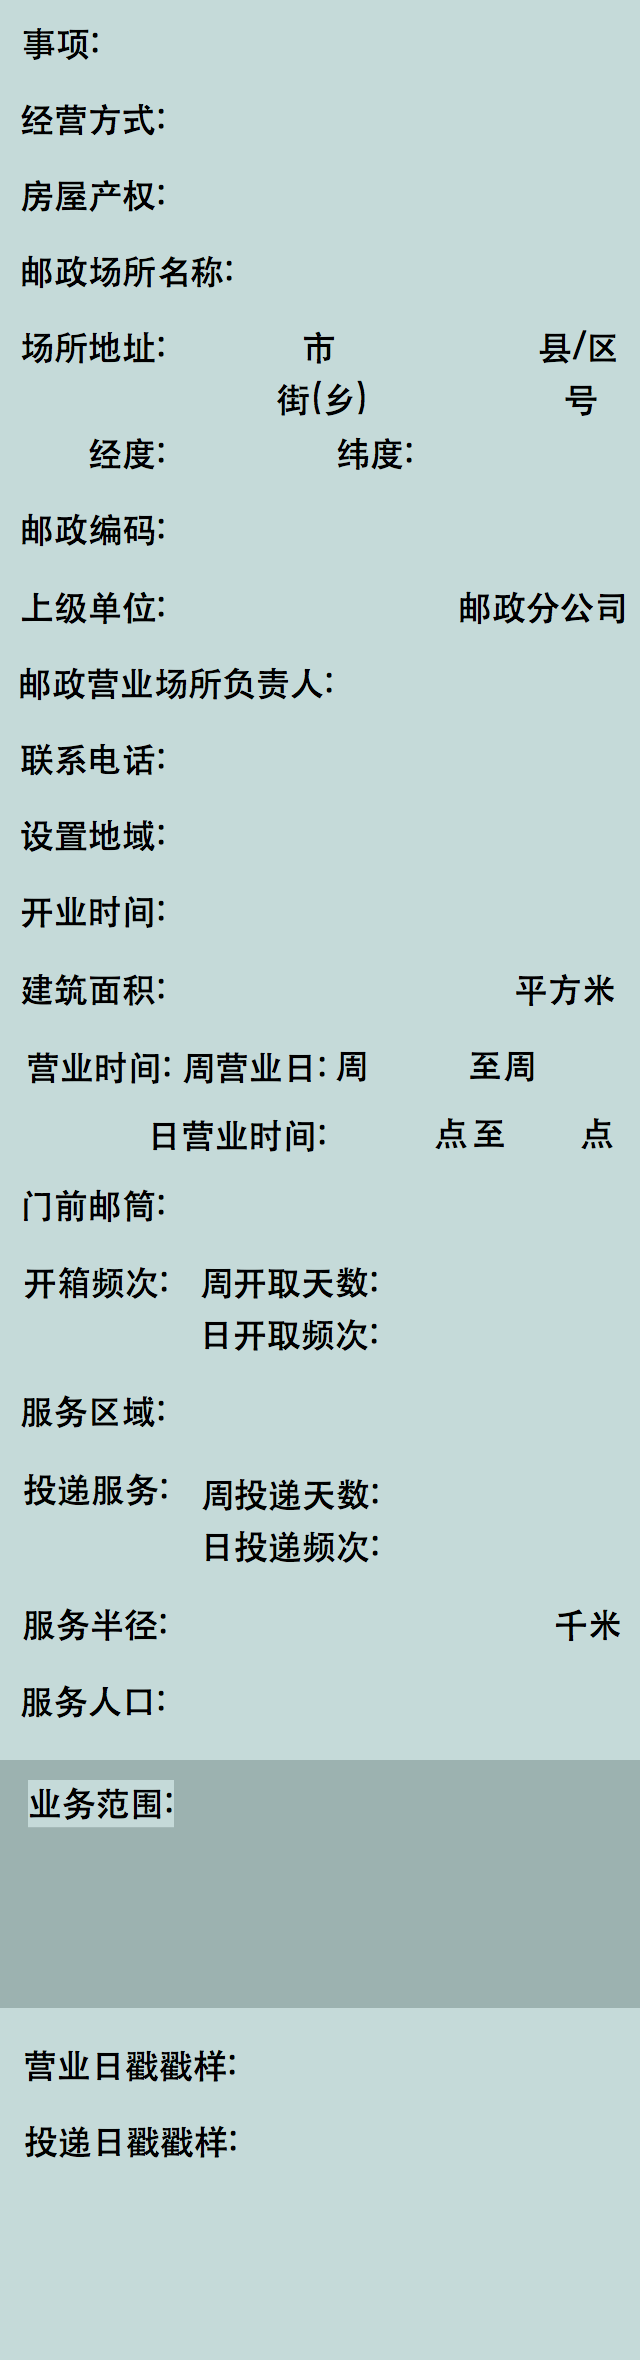 事项:
经营方式:
房屋产权:
邮政场所名称:
场所地址: 市 县/区
街(乡) 号
经度: 纬度:
邮政编码:
上级单位: 邮政分公司
邮政营业场所负责人:
联系电话:
设置地域:
开业时间:
建筑面积: 平方米
营业时间: 周营业日: 周 至周
日营业时间: 点至 点
门前邮筒:
开箱频次: 周开取天数:
日开取频次:
服务区域:
投递服务: 周投递天数:
日投递频次:
服务半径: 千米
服务人口:
业务范围:
营业日戳戳样:
投递日戳戳样: